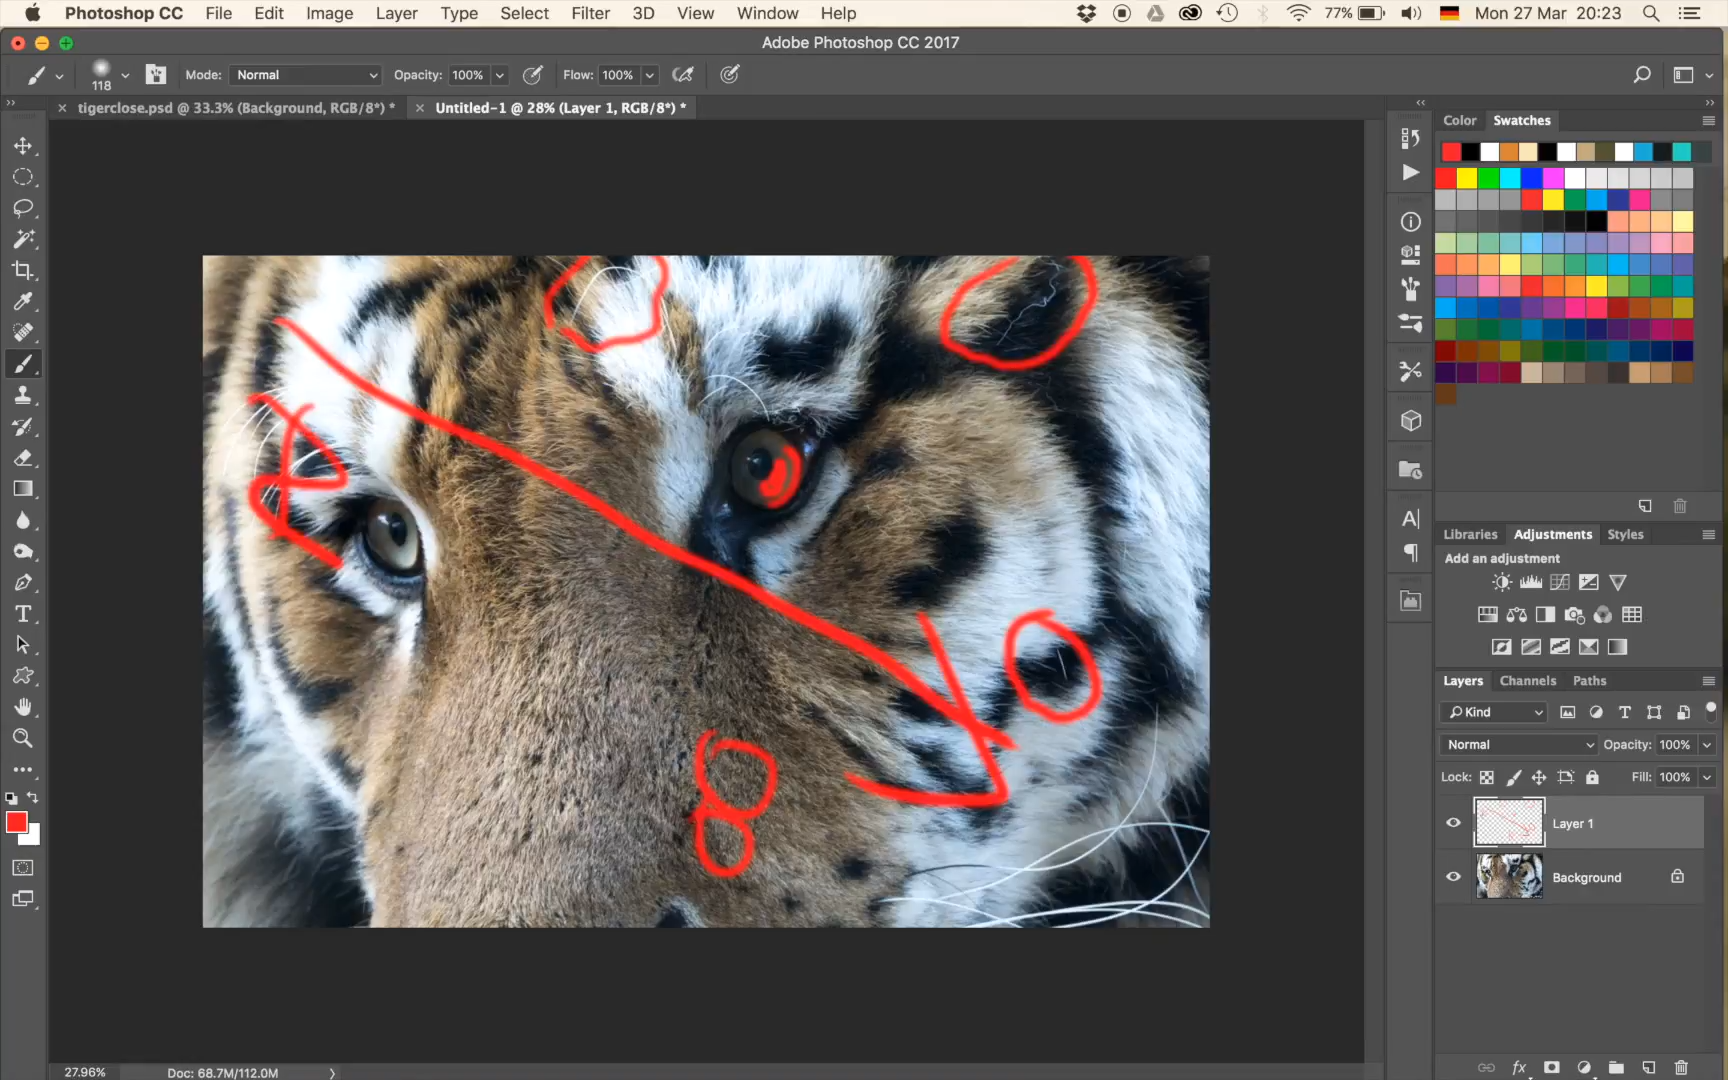 Photoshop CC File Edit Image Layer Type Select Filter 3D View Window Help 77% Mon 27 Mar 20:23
Adobe Photoshop CC 2017
118 Mode: Normal Opacity: 100% Flow: 100%
tigerclose.psd @ 33.3% (Background, RGB/8*) * Untitled-1 @ 28% (Layer 1, RGB/8*) *
Color Swatches
Libraries Adjustments Styles
Add an adjustment
Layers Channels Paths
Kind
Normal Opacity: 100%
Lock: Fill: 100%
Layer 1
Background
27.96% Doc: 68.7M/112.0M